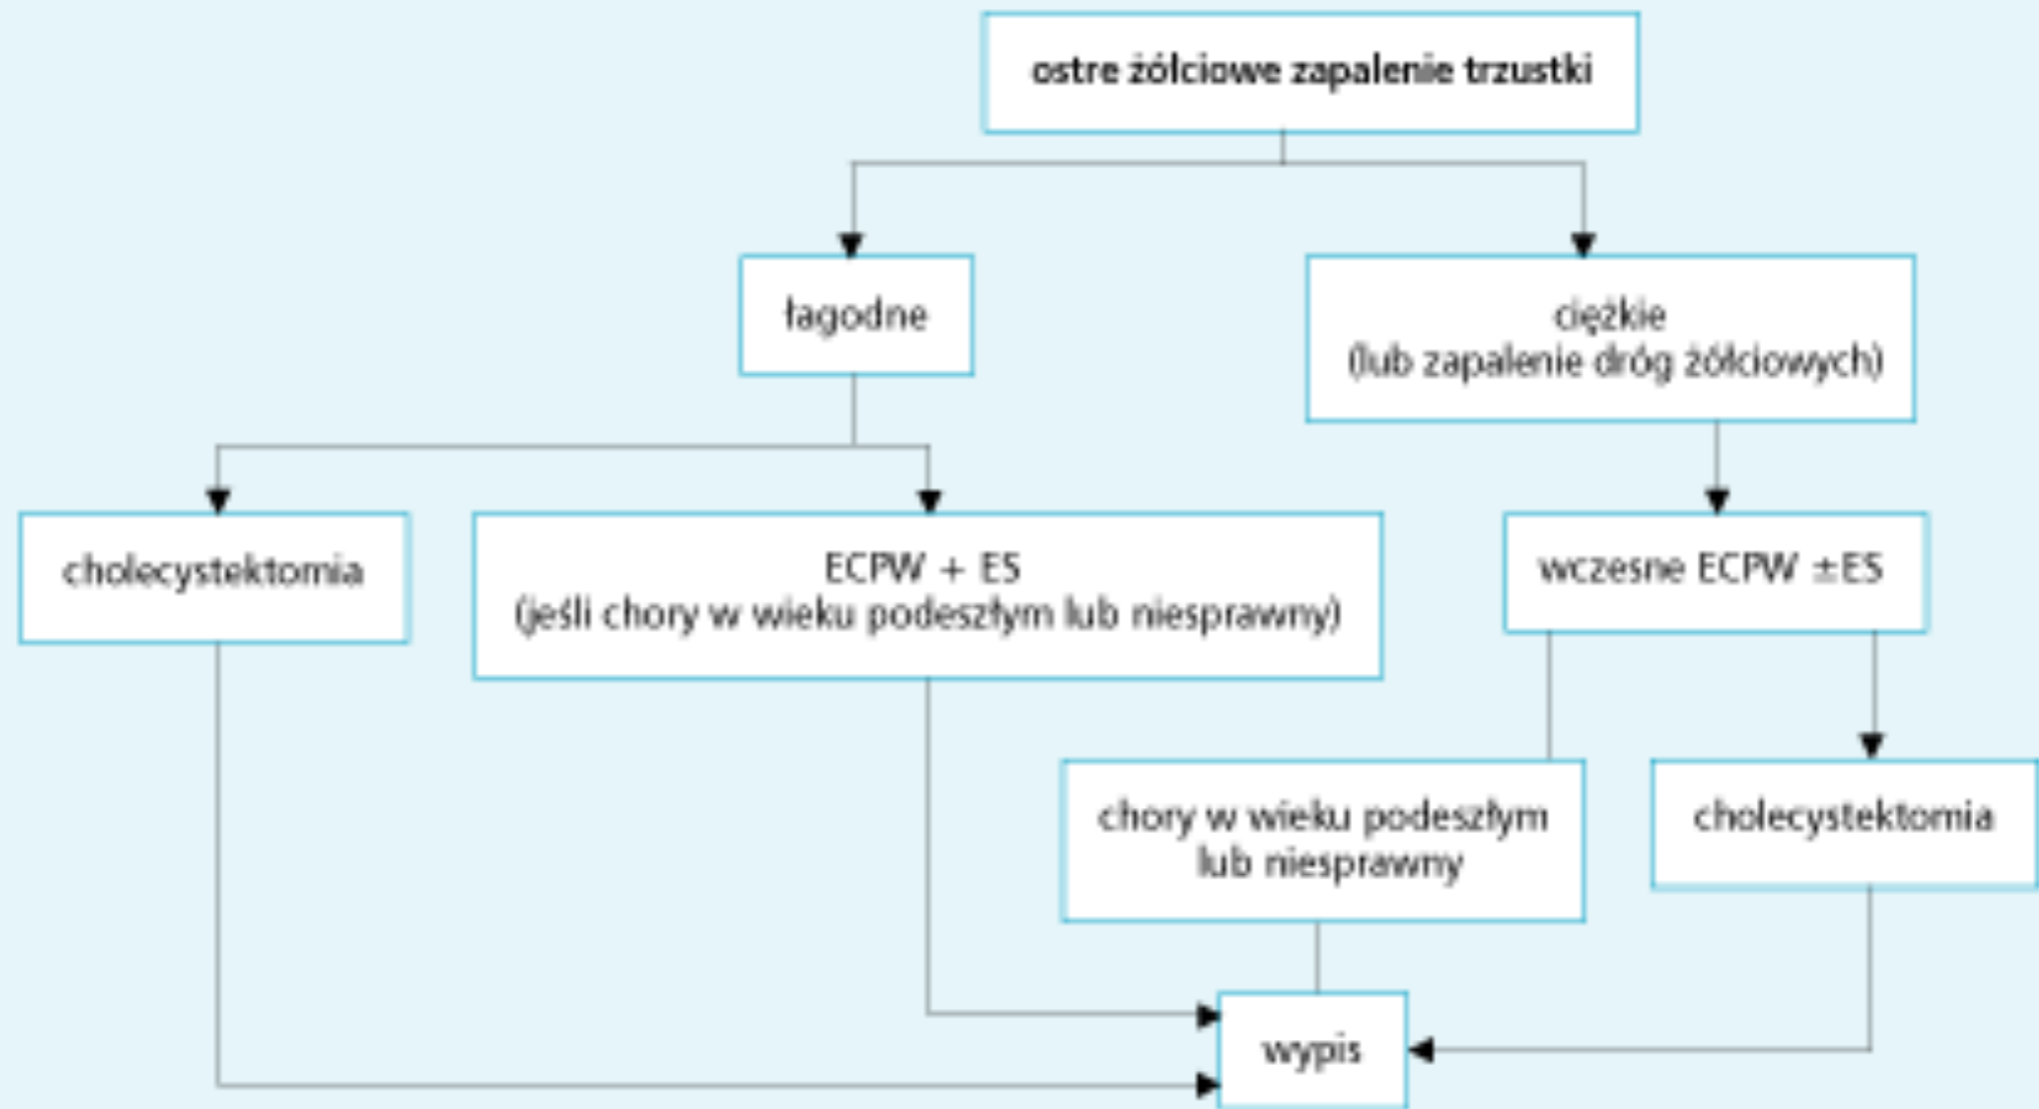 ostre żółciowe zapalenie trzustki
łagodne
ciężkie
(lub zapalenie dróg żółciowych)
cholecystektomia
ECPW + ES
(jeśli chory w wieku podeszłym lub niesprawny)
wczesne ECPW ±ES
chory w wieku podeszłym
lub niesprawny
cholecystektomia
wypis